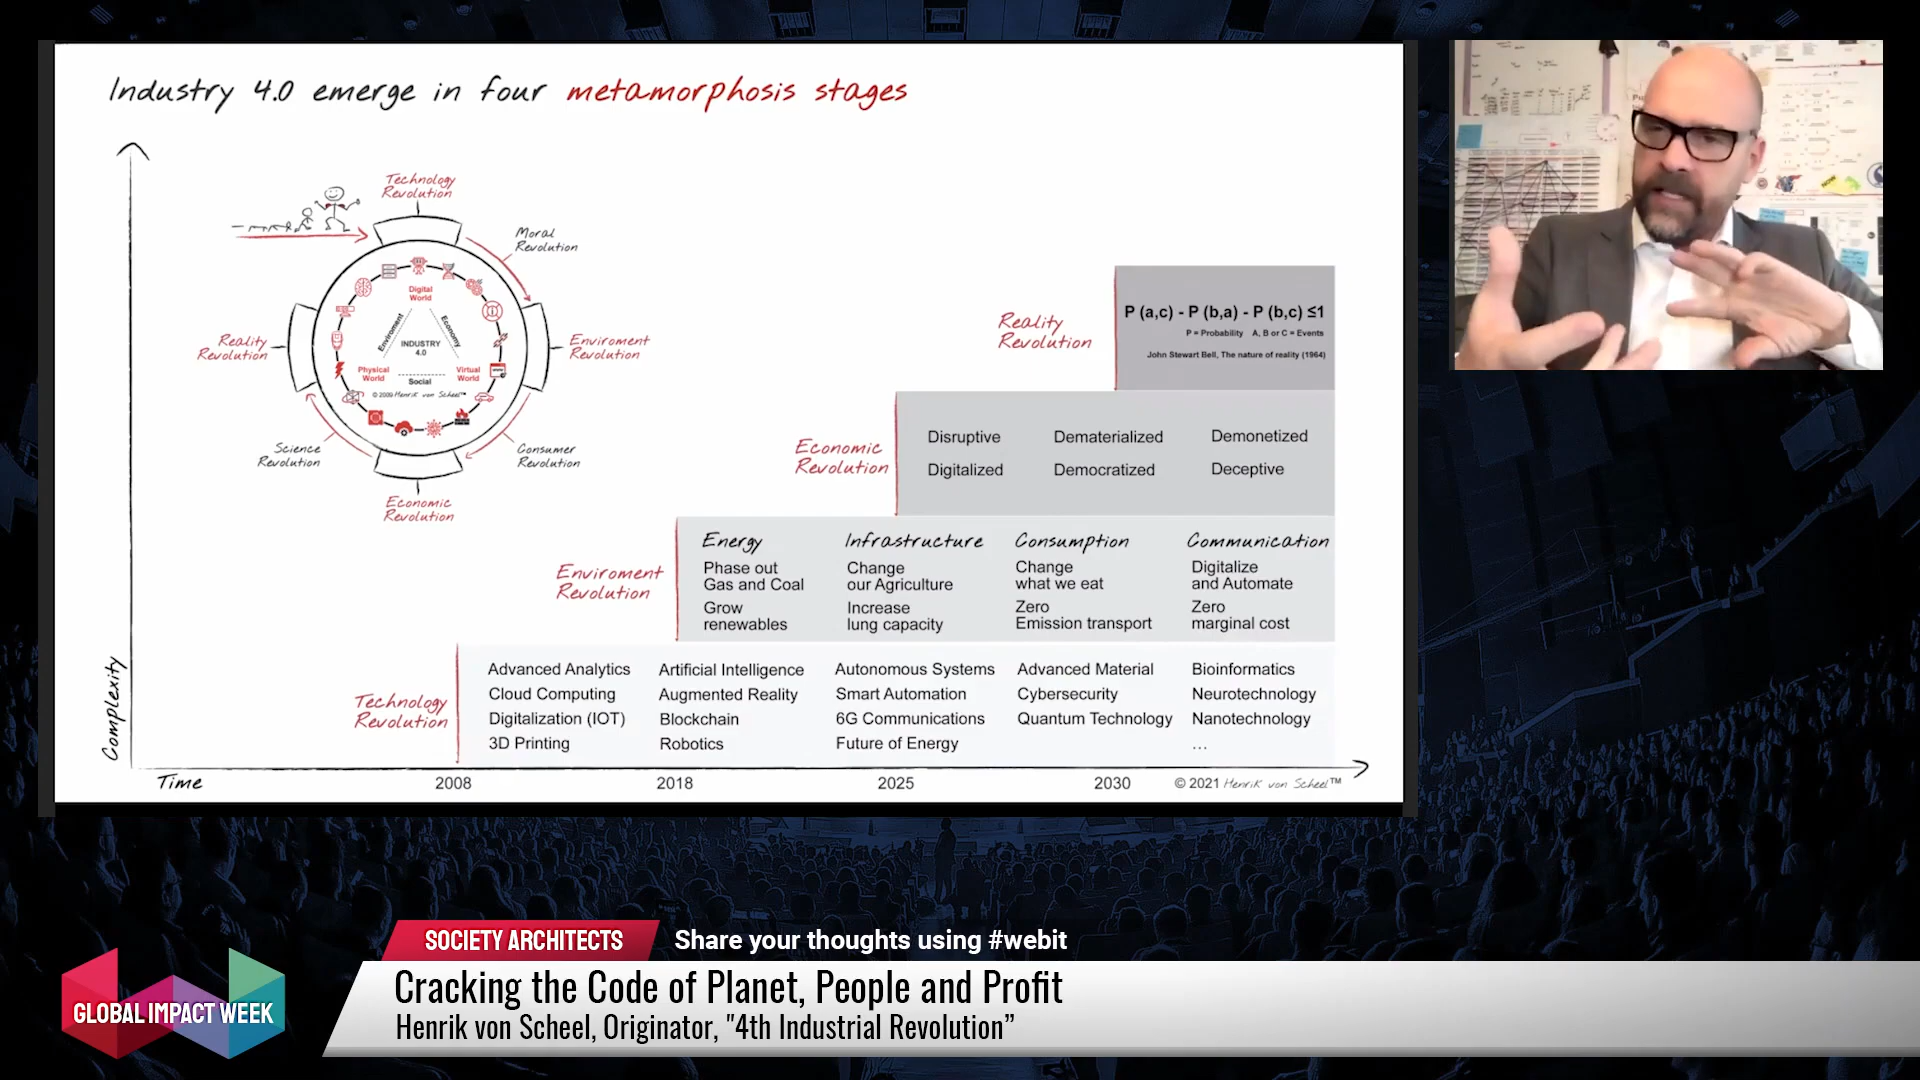 Industry 4.0 emerge in four metamorphosis stages
Technology
Revolution
Moral
Revolution
Enviroment
Revolution
Consumer
Revolution
Economic
Revolution
Science
Revolution
Reality
Revolution
Digital
World
Enviroment
Economy
INDUSTRY
4.0
Physical
World
Social
Virtual
World
© 2009 Henrik von Scheel™
Reality
Revolution
P (a,c) - P (b,a) - P (b,c) ≤1
P = Probability A, B or C = Events
John Stewart Bell, The nature of reality (1964)
Economic
Revolution
Disruptive Dematerialized Demonetized
Digitalized Democratized Deceptive
Enviroment
Revolution
Energy Infrastructure Consumption Communication
Phase out Change Change Digitalize
Gas and Coal our Agriculture what we eat and Automate
Grow Increase Zero Zero
renewables lung capacity Emission transport marginal cost
Technology
Revolution
Advanced Analytics Artificial Intelligence Autonomous Systems Advanced Material Bioinformatics
Cloud Computing Augmented Reality Smart Automation Cybersecurity Neurotechnology
Digitalization (IOT) Blockchain 6G Communications Quantum Technology Nanotechnology
3D Printing Robotics Future of Energy ...
Complexity
Time 2008 2018 2025 2030 © 2021 Henrik von Scheel™
SOCIETY ARCHITECTS Share your thoughts using #webit
Cracking the Code of Planet, People and Profit
Henrik von Scheel, Originator, "4th Industrial Revolution”
GLOBAL IMPACT WEEK